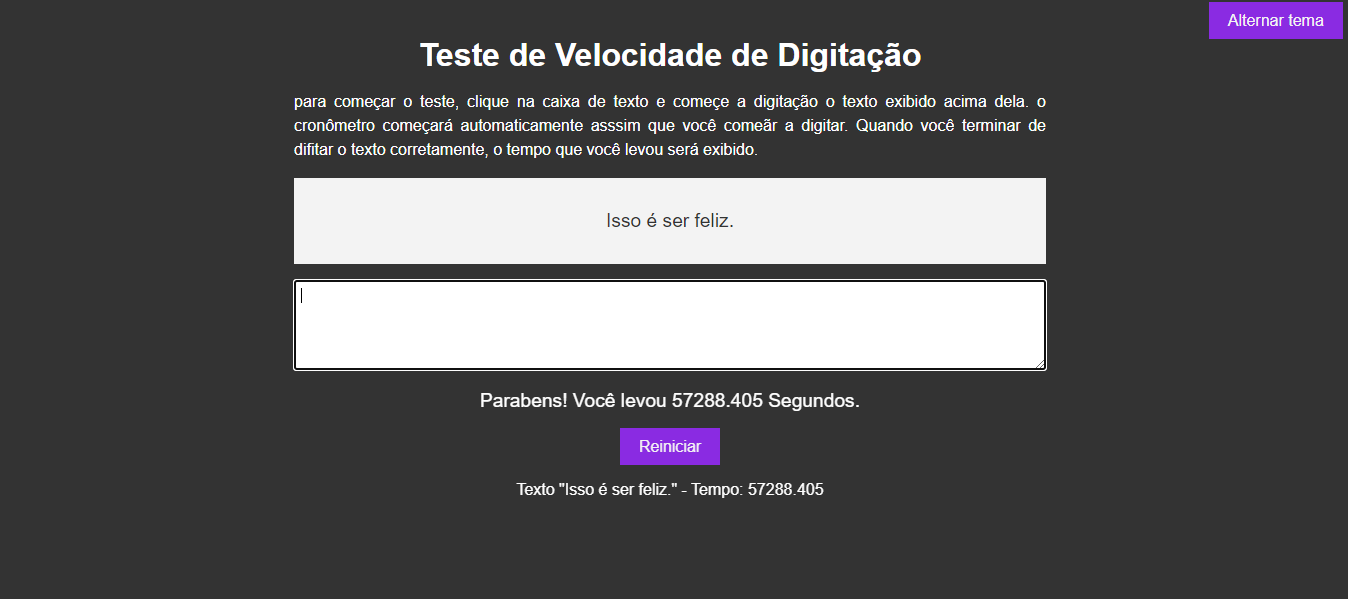 Alternar tema
Teste de Velocidade de Digitação
para começar o teste, clique na caixa de texto e começe a digitação o texto exibido acima dela. o
cronômetro começará automaticamente asssim que você comeãr a digitar. Quando você terminar de
difitar o texto corretamente, o tempo que você levou será exibido.
Isso é ser feliz.
Parabens! Você levou 57288.405 Segundos.
Reiniciar
Texto "Isso é ser feliz." - Tempo: 57288.405